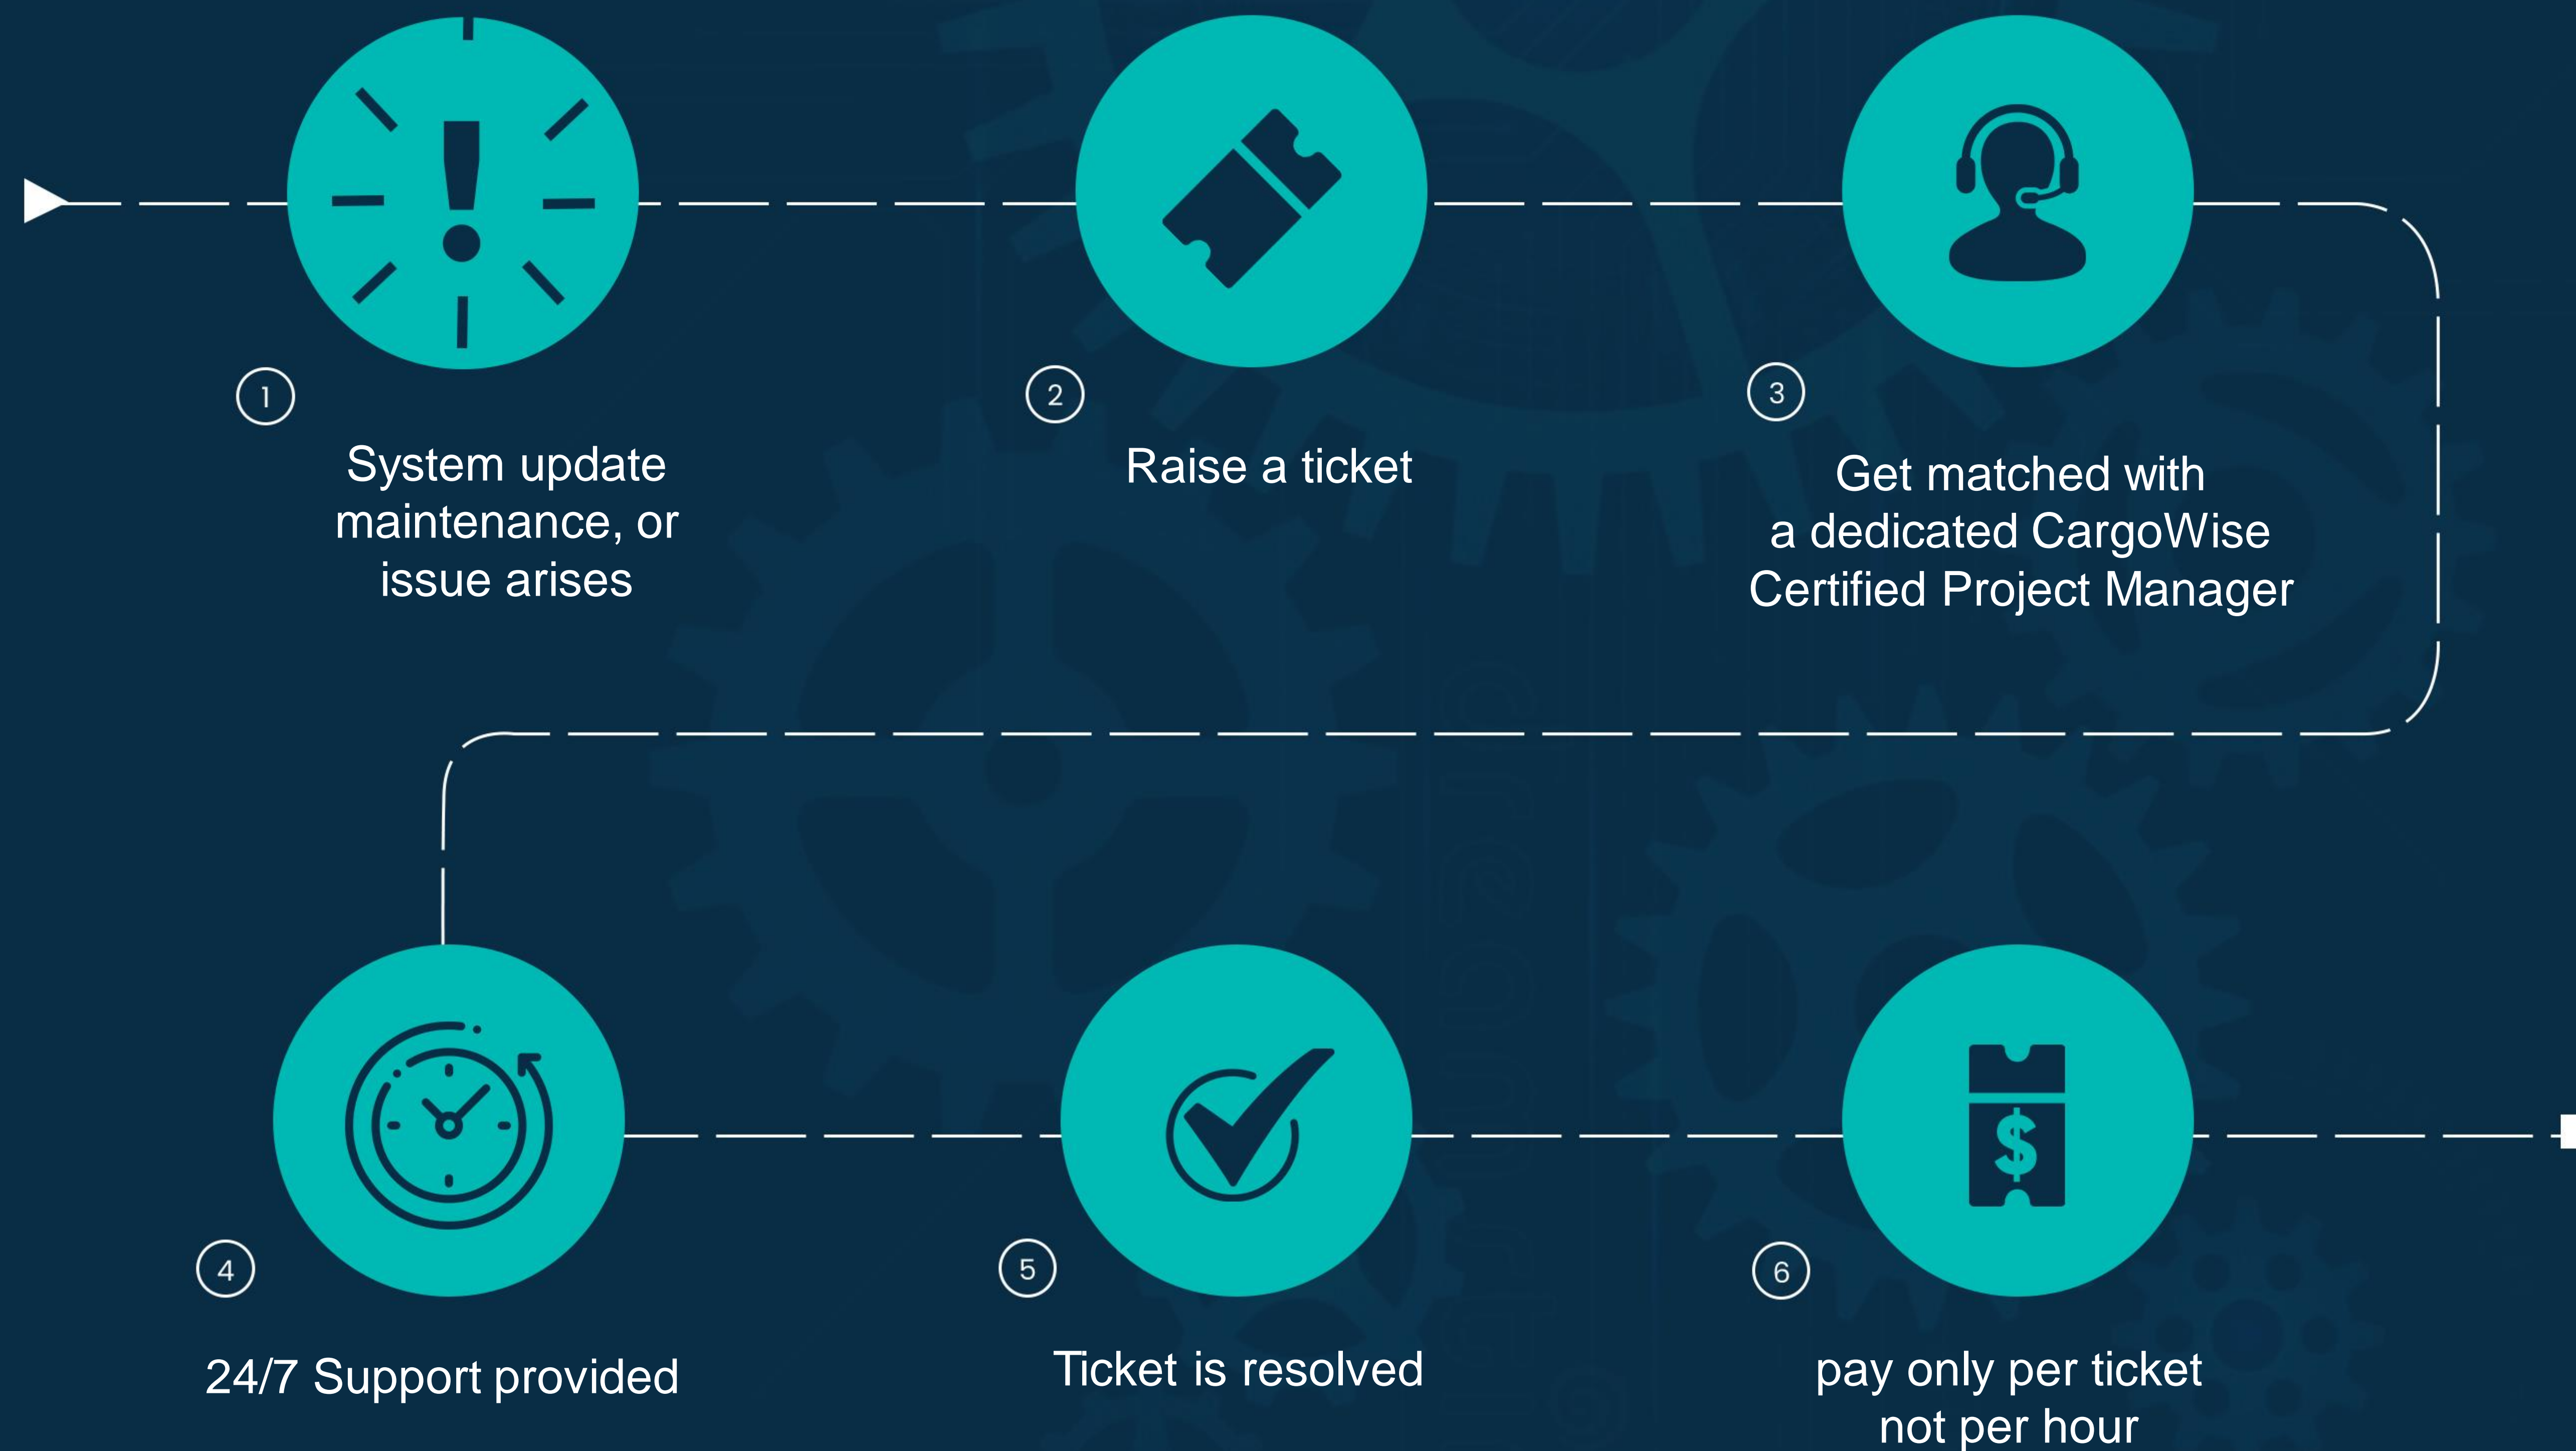 1
System update
maintenance, or
issue arises
2
Raise a ticket
3
Get matched with
a dedicated CargoWise
Certified Project Manager
4
24/7 Support provided
5
Ticket is resolved
$
6
pay only per ticket
not per hour